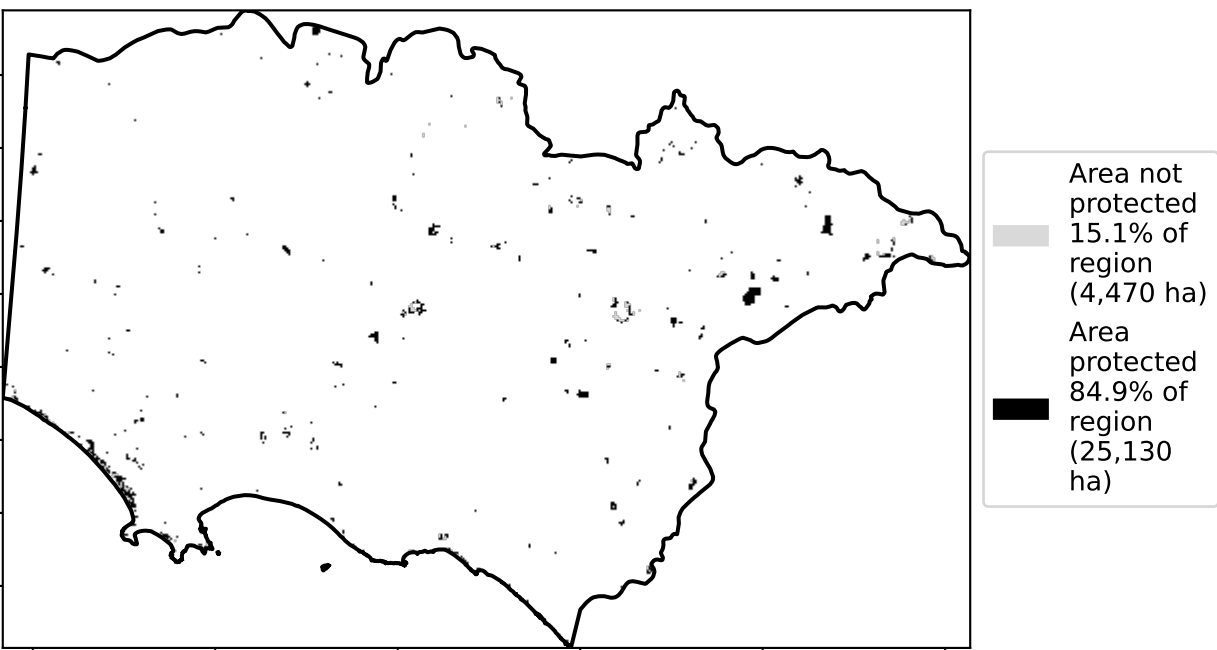 Area not
protected
15.1% of
region
(4,470 ha)
Area
protected
84.9% of
region
(25,130
ha)